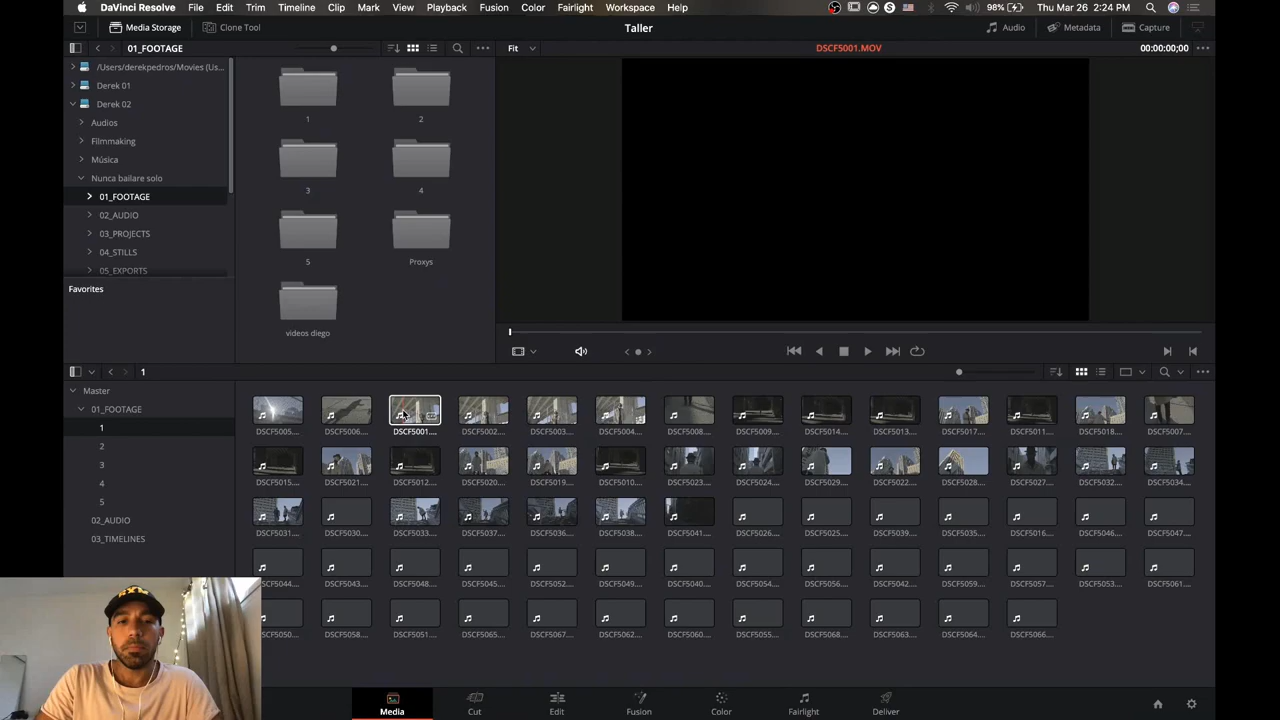 DaVinci Resolve File Edit Trim Timeline Clip Mark View Playback Fusion Color Fairlight Workspace Help 98% Thu Mar 26 2:24 PM
Media Storage Clone Tool Taller Audio Metadata Capture
01_FOOTAGE Fit DSCF5001.MOV 00:00:00;00
/Users/derekpedros/Movies (Us...
Derek 01
Derek 02
Audios
Filmmaking
Música
Nunca bailare solo
01_FOOTAGE
02_AUDIO
03_PROJECTS
04_STILLS
05_EXPORTS
Favorites
1 2
3 4
5 Proxys
videos diego
1
Master
01_FOOTAGE
1
2
3
4
5
02_AUDIO
03_TIMELINES
DSCF5005.... DSCF5006.... DSCF5001.... DSCF5002.... DSCF5003.... DSCF5004.... DSCF5008.... DSCF5009.... DSCF5014.... DSCF5013.... DSCF5017.... DSCF5011.... DSCF5018.... DSCF5007....
DSCF5015.... DSCF5021.... DSCF5012.... DSCF5020.... DSCF5019.... DSCF5010.... DSCF5023.... DSCF5024.... DSCF5029.... DSCF5022.... DSCF5028.... DSCF5027.... DSCF5032.... DSCF5034....
DSCF5031.... DSCF5030.... DSCF5033.... DSCF5037.... DSCF5036.... DSCF5038.... DSCF5041.... DSCF5026.... DSCF5025.... DSCF5039.... DSCF5035.... DSCF5016.... DSCF5046.... DSCF5047....
DSCF5044.... DSCF5043.... DSCF5048.... DSCF5045.... DSCF5052.... DSCF5049.... DSCF5040.... DSCF5054.... DSCF5056.... DSCF5042.... DSCF5059.... DSCF5057.... DSCF5053.... DSCF5061....
DSCF5050.... DSCF5058.... DSCF5051.... DSCF5065.... DSCF5067.... DSCF5062.... DSCF5060.... DSCF5055.... DSCF5068.... DSCF5063.... DSCF5064.... DSCF5066....
Media Cut Edit Fusion Color Fairlight Deliver